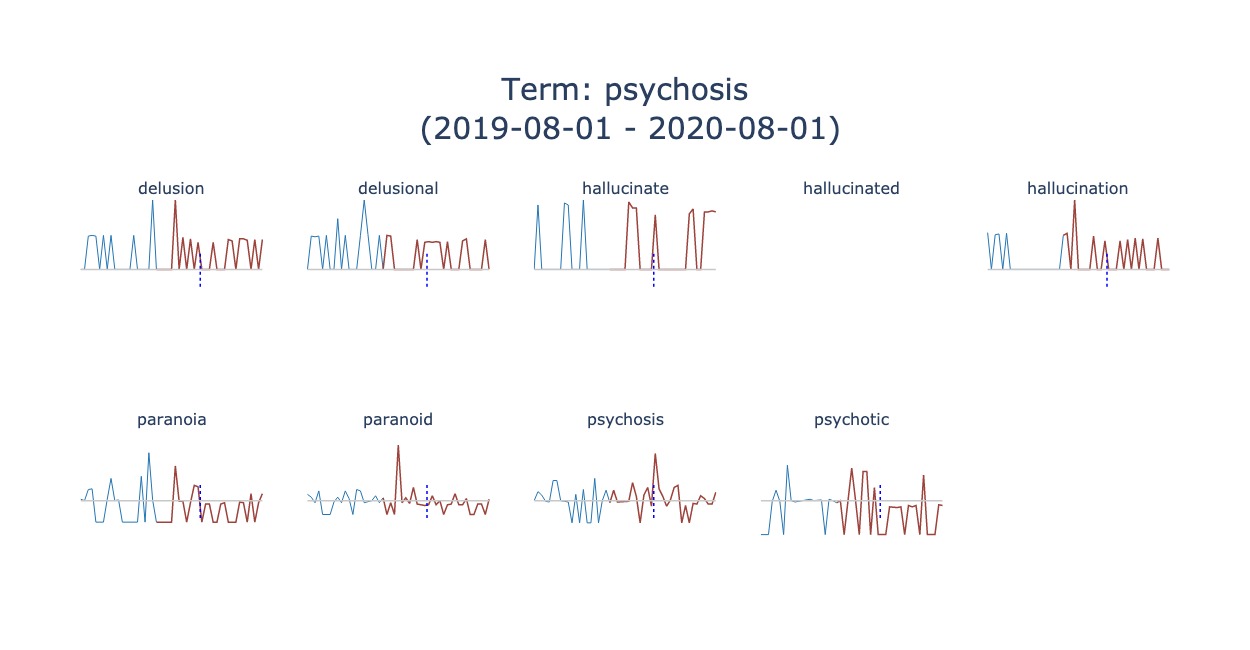 Term: psychosis
(2019-08-01 - 2020-08-01)
delusion
delusional
hallucinate
hallucinated
hallucination
paranoia
paranoid
psychosis
psychotic